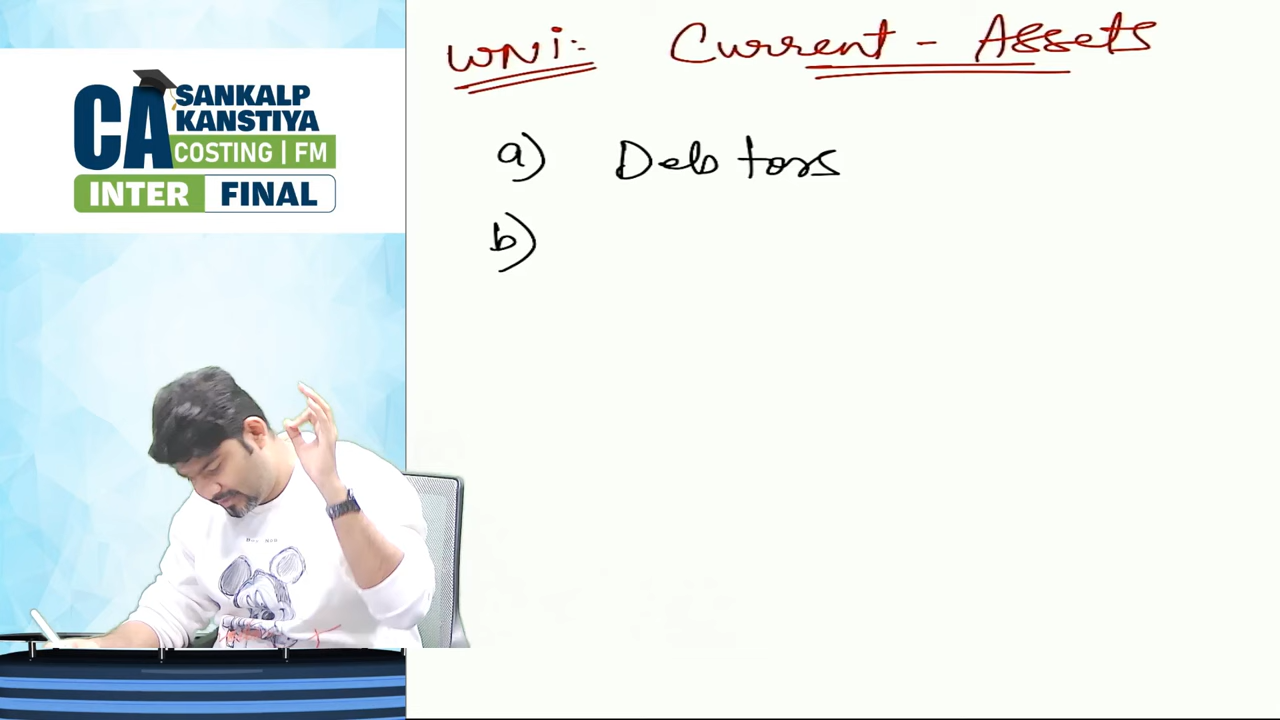 CA SANKALP KANSTIYA
COSTING | FM
INTER FINAL
WN1:- Current - Assets
a) Debtors
b)